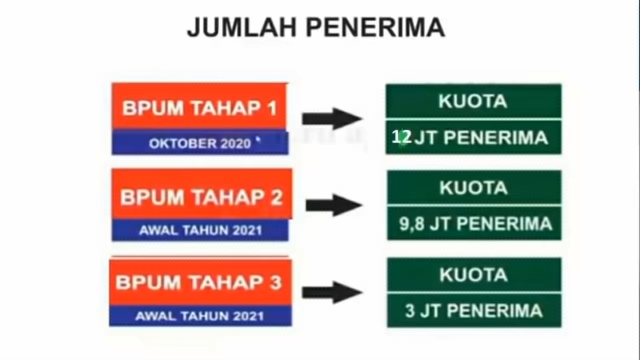 JUMLAH PENERIMA
BPUM TAHAP 1
OKTOBER 2020
KUOTA
12 JT PENERIMA
BPUM TAHAP 2
AWAL TAHUN 2021
KUOTA
9,8 JT PENERIMA
BPUM TAHAP 3
AWAL TAHUN 2021
KUOTA
3 JT PENERIMA